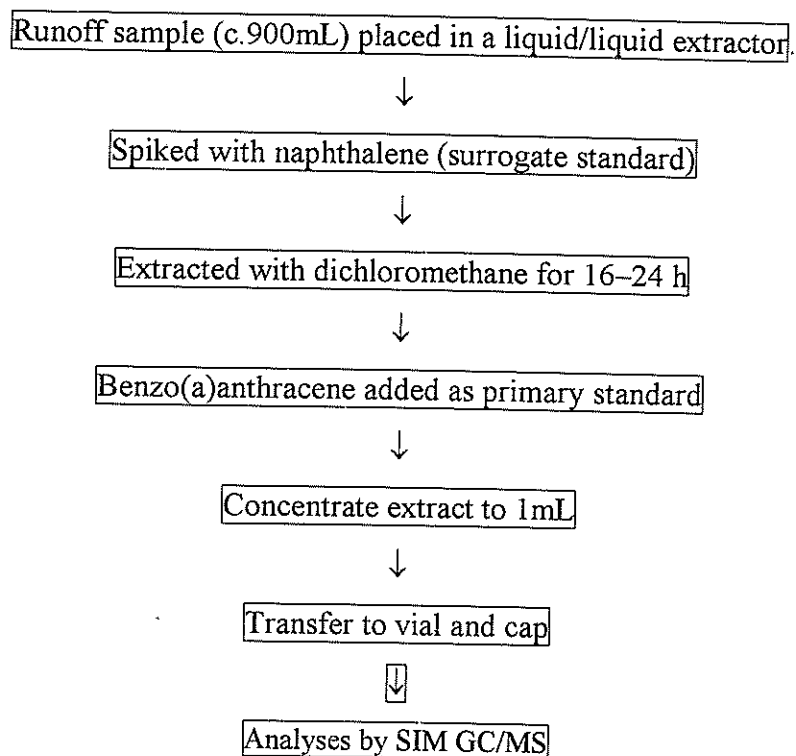 Runoff sample (c.900mL) placed in a liquid/liquid extractor.
↓
Spiked with naphthalene (surrogate standard)
↓
Extracted with dichloromethane for 16–24 h
↓
Benzo(a)anthracene added as primary standard
↓
Concentrate extract to 1mL
↓
Transfer to vial and cap
↓
Analyses by SIM GC/MS